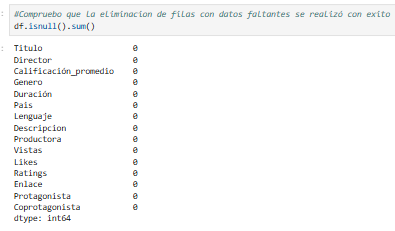 #Compruebo que la eliminacion de filas con datos faltantes se realizó con exito
df.isnull().sum()
Titulo 0
Director 0
Calificación_promedio 0
Genero 0
Duración 0
Pais 0
Lenguaje 0
Descripcion 0
Productora 0
Vistas 0
Likes 0
Ratings 0
Enlace 0
Protagonista 0
Coprotagonista 0
dtype: int64